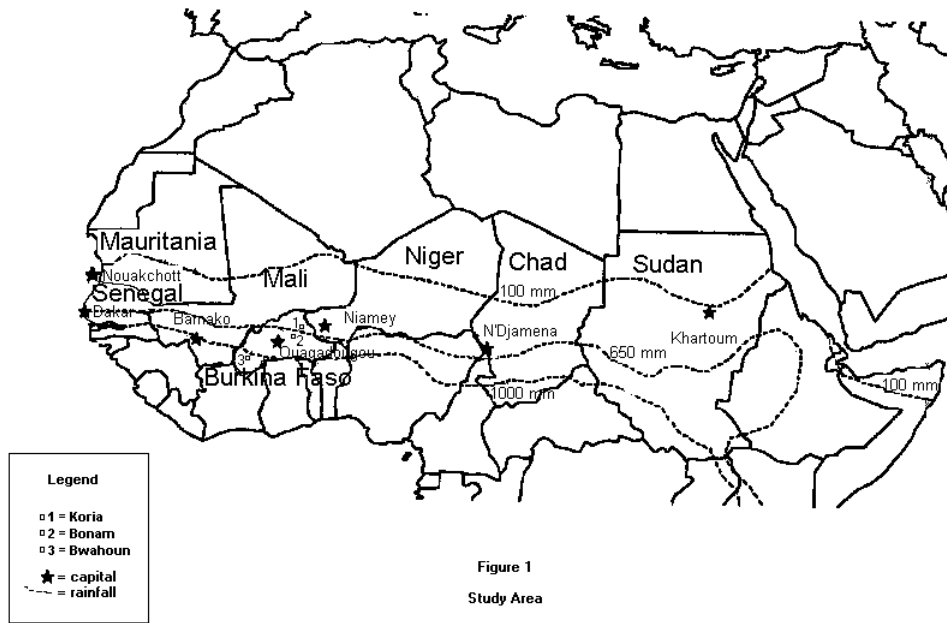 Mauritania
Niger
Chad
Sudan
Mali
Nouakchott
100 mm
Senegal
Dakar
Bamako
1
Niamey
N'Djamena
Khartoum
2
Ouagadougou
650 mm
3
Burkina Faso
1000 mm
100 mm
Legend
1 = Koria
2 = Bonam
3 = Bwahoun
= capital
= rainfall
Figure 1
Study Area